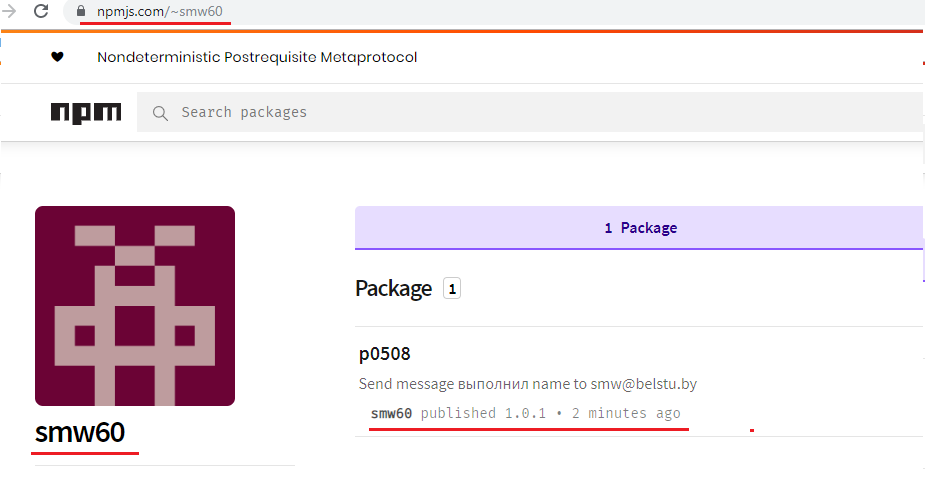 npmjs.com/~smw60
Nondeterministic Postrequisite Metaprotocol
npm
Search packages
1 Package
Package 1
p0508
Send message выполнил name to smw@belstu.by
smw60 published 1.0.1 • 2 minutes ago
smw60